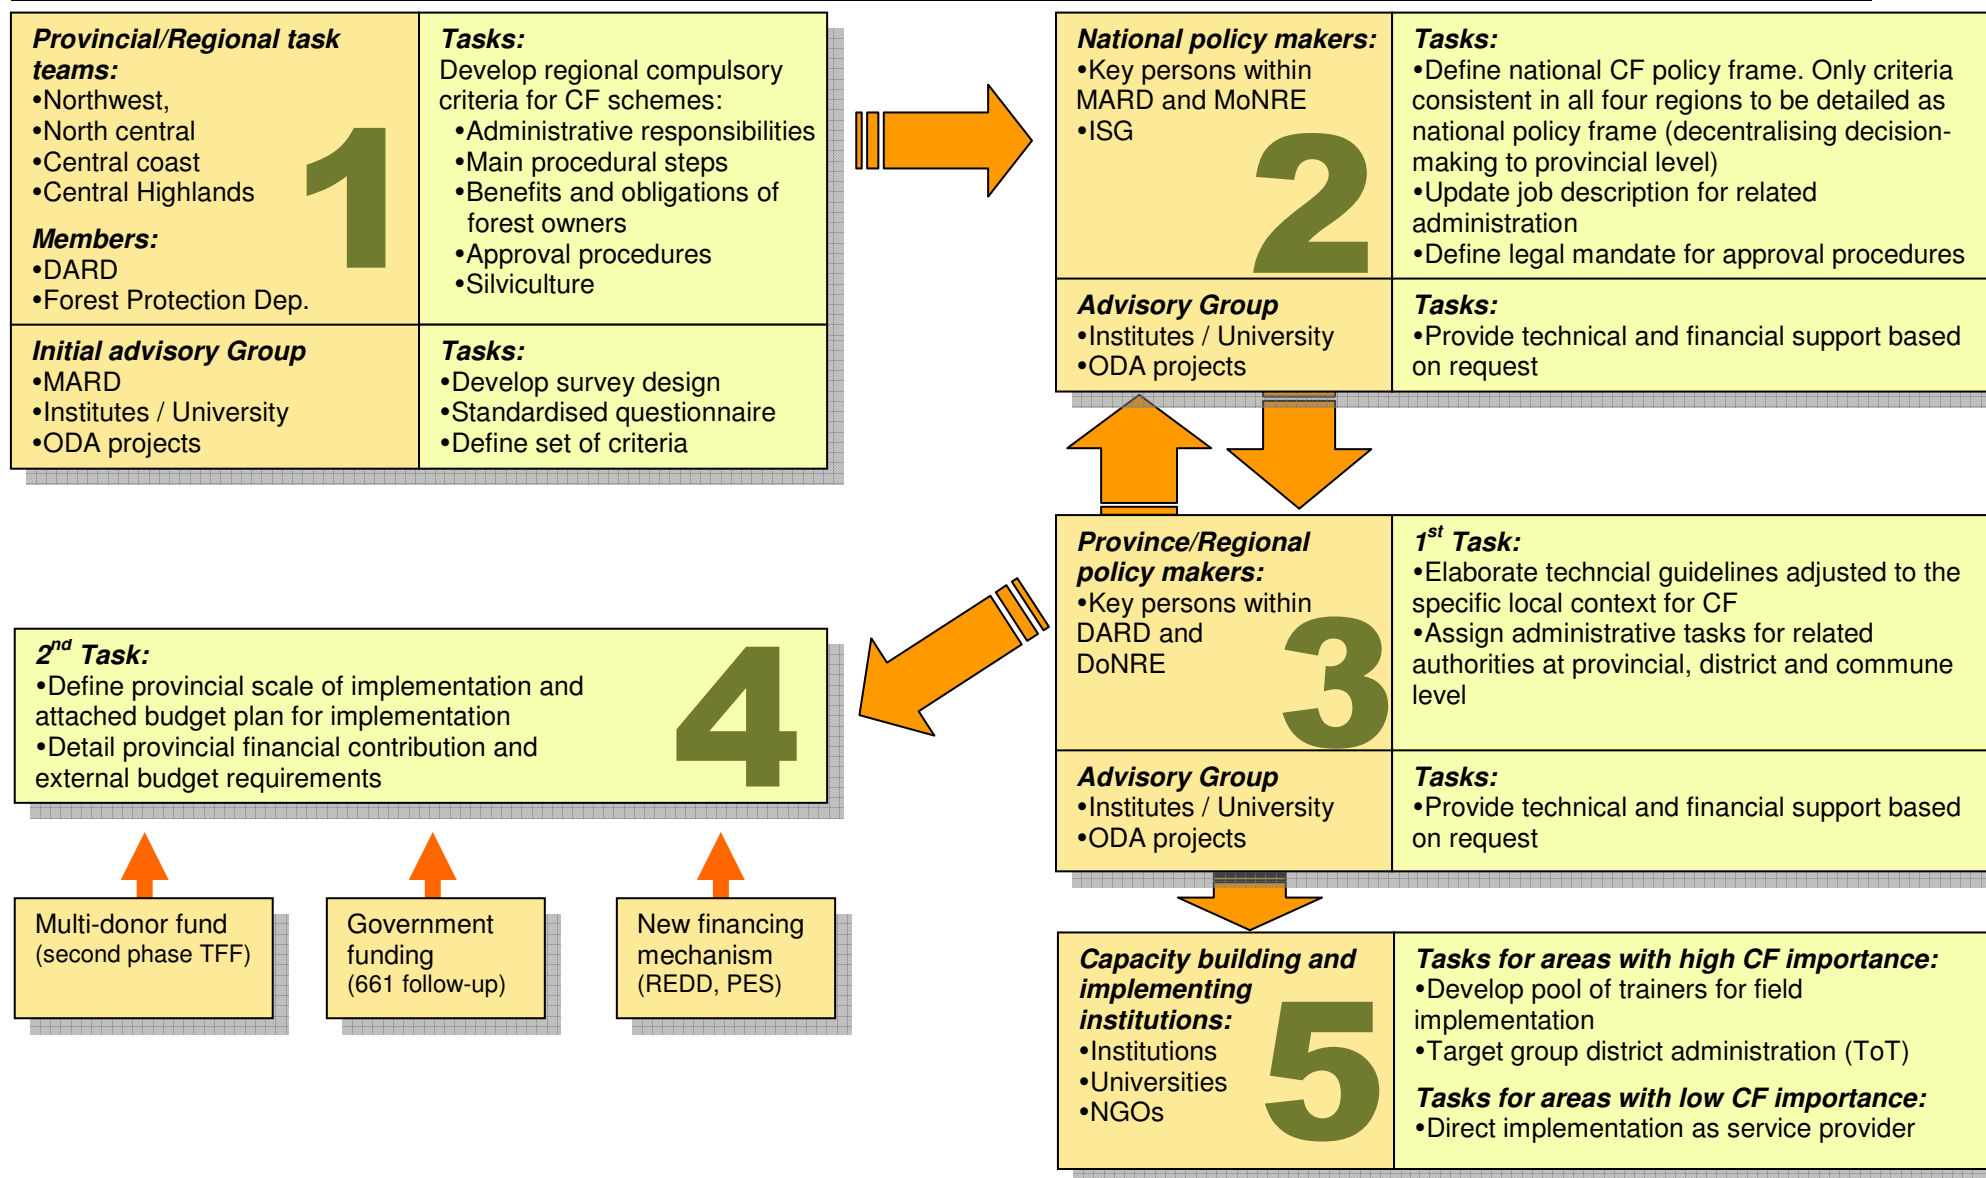 Provincial/Regional task
teams:
•Northwest,
•North central
•Central coast
•Central Highlands
Members:
•DARD
•Forest Protection Dep.
1
Tasks:
Develop regional compulsory
criteria for CF schemes:
•Administrative responsibilities
•Main procedural steps
•Benefits and obligations of
forest owners
•Approval procedures
•Silviculture
Initial advisory Group
•MARD
•Institutes / University
•ODA projects
Tasks:
•Develop survey design
•Standardised questionnaire
•Define set of criteria
National policy makers:
•Key persons within
MARD and MoNRE
•ISG
2
Tasks:
•Define national CF policy frame. Only criteria
consistent in all four regions to be detailed as
national policy frame (decentralising decision-
making to provincial level)
•Update job description for related
administration
•Define legal mandate for approval procedures
Advisory Group
•Institutes / University
•ODA projects
Tasks:
•Provide technical and financial support based
on request
Province/Regional
policy makers:
•Key persons within
DARD and
DoNRE
3
1st Task:
•Elaborate techncial guidelines adjusted to the
specific local context for CF
•Assign administrative tasks for related
authorities at provincial, district and commune
level
Advisory Group
•Institutes / University
•ODA projects
Tasks:
•Provide technical and financial support based
on request
2nd Task:
•Define provincial scale of implementation and
attached budget plan for implementation
•Detail provincial financial contribution and
external budget requirements
4
Multi-donor fund
(second phase TFF)
Government
funding
(661 follow-up)
New financing
mechanism
(REDD, PES)
Capacity building and
implementing
institutions:
•Institutions
•Universities
•NGOs
5
Tasks for areas with high CF importance:
•Develop pool of trainers for field
implementation
•Target group district administration (ToT)
Tasks for areas with low CF importance:
•Direct implementation as service provider